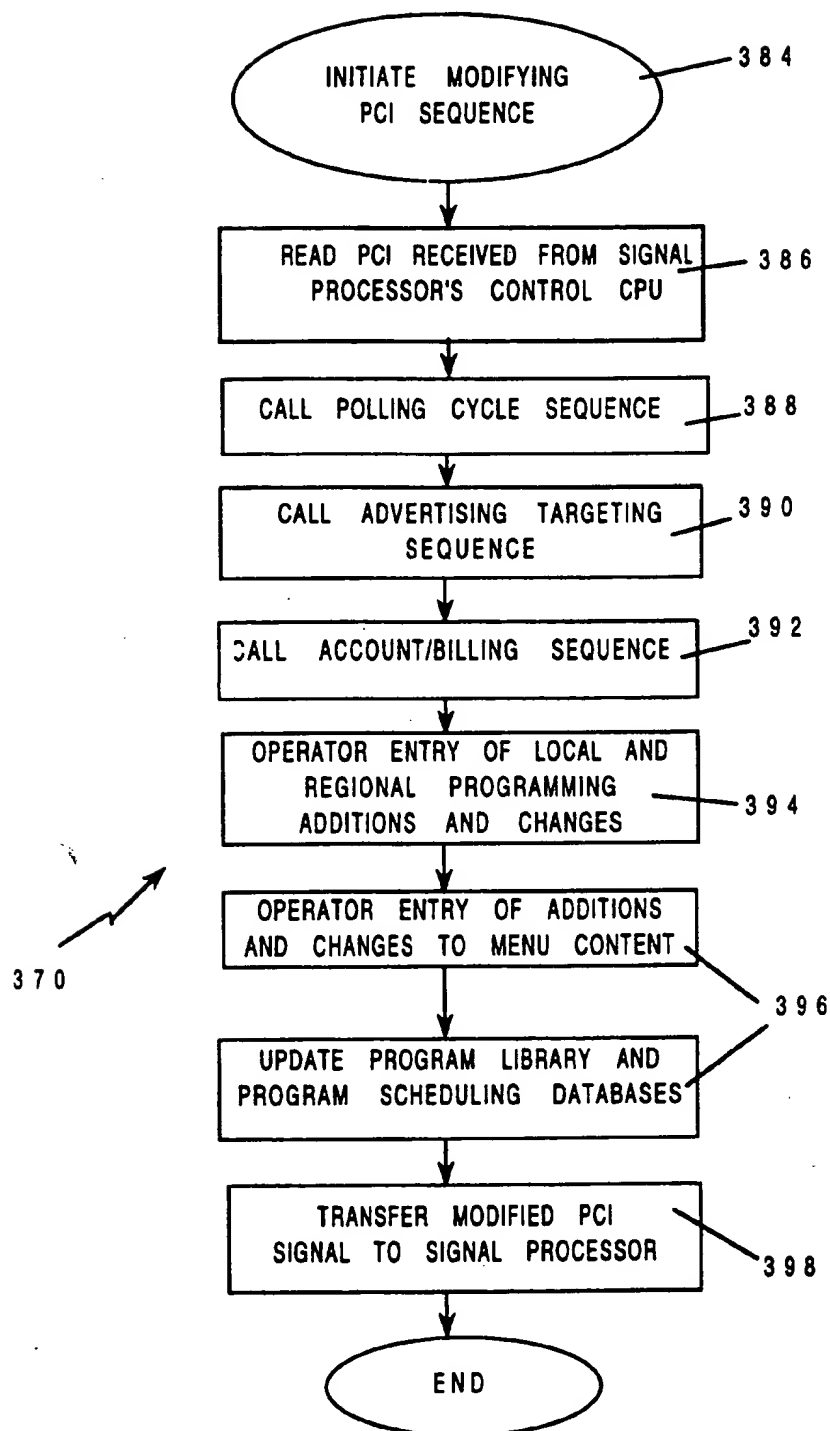 INITIATE MODIFYING
PCI SEQUENCE
384
READ PCI RECEIVED FROM SIGNAL
PROCESSOR'S CONTROL CPU
386
CALL POLLING CYCLE SEQUENCE
388
CALL ADVERTISING TARGETING
SEQUENCE
390
CALL ACCOUNT/BILLING SEQUENCE
392
OPERATOR ENTRY OF LOCAL AND
REGIONAL PROGRAMMING
ADDITIONS AND CHANGES
394
OPERATOR ENTRY OF ADDITIONS
AND CHANGES TO MENU CONTENT
370
396
UPDATE PROGRAM LIBRARY AND
PROGRAM SCHEDULING DATABASES
TRANSFER MODIFIED PCI
SIGNAL TO SIGNAL PROCESSOR
398
END